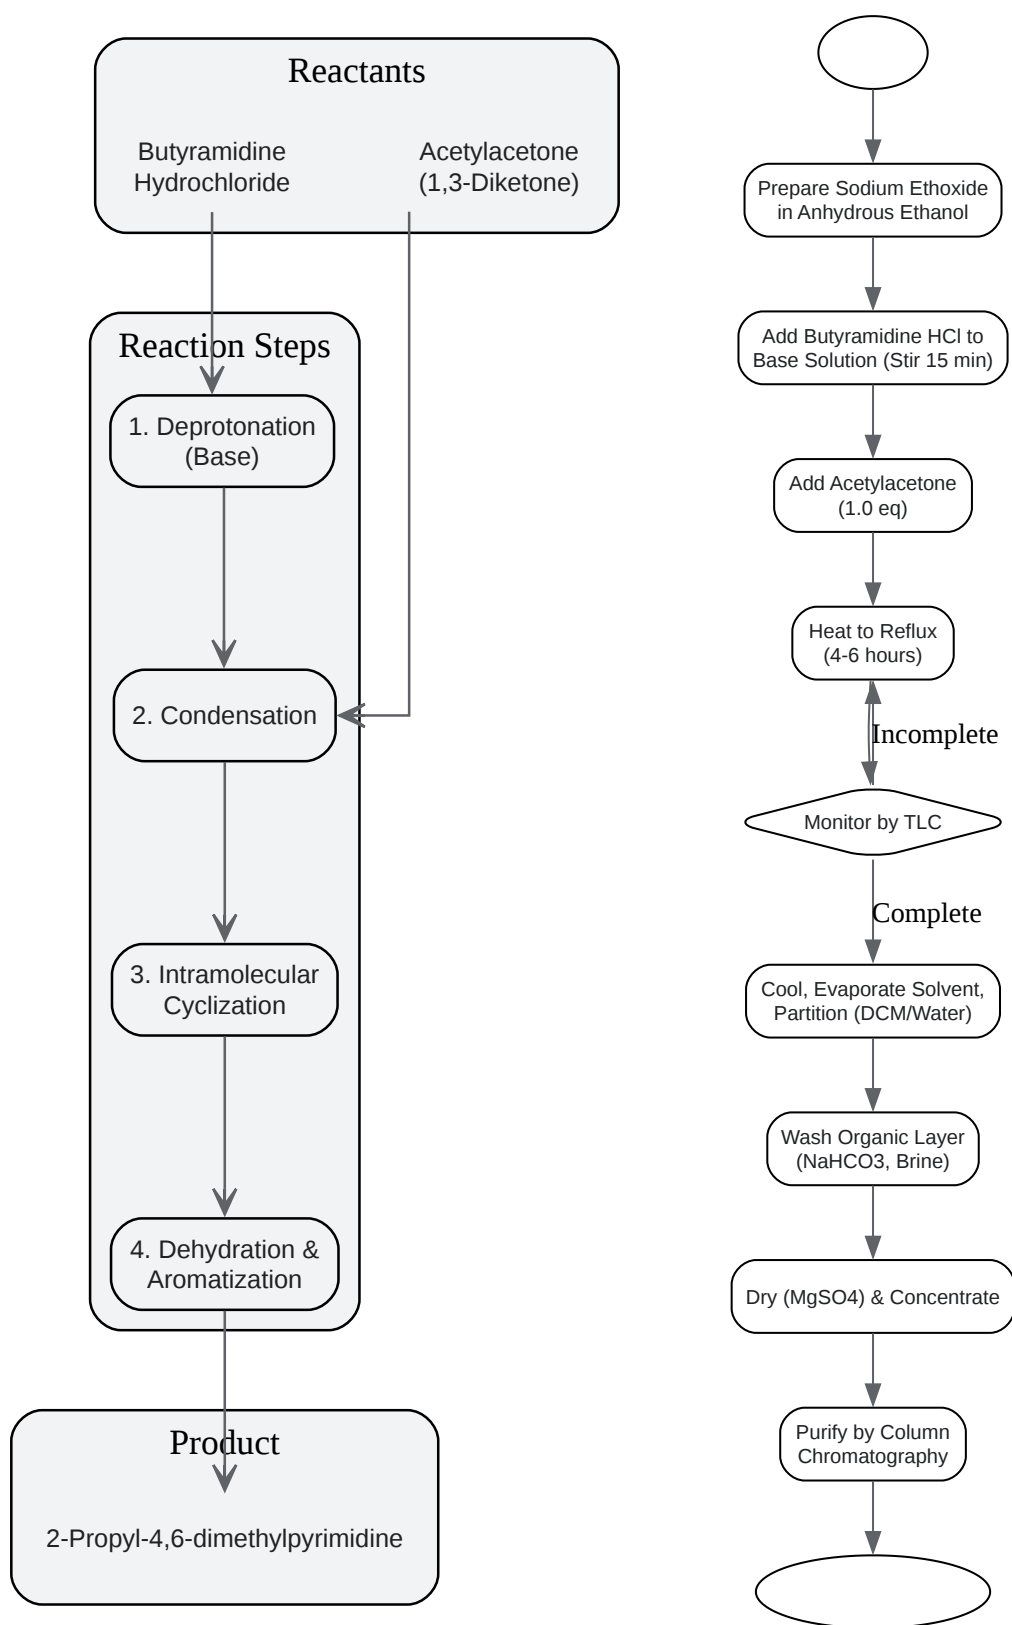 Reactants
Butyramidine
Hydrochloride
Acetylacetone
(1,3-Diketone)
Reaction Steps
1. Deprotonation
(Base)
2. Condensation
3. Intramolecular
Cyclization
4. Dehydration &
Aromatization
Product
2-Propyl-4,6-dimethylpyrimidine
Prepare Sodium Ethoxide
in Anhydrous Ethanol
Add Butyramidine HCl to
Base Solution (Stir 15 min)
Add Acetylacetone
(1.0 eq)
Heat to Reflux
(4-6 hours)
Incomplete
Monitor by TLC
Complete
Cool, Evaporate Solvent,
Partition (DCM/Water)
Wash Organic Layer
(NaHCO3, Brine)
Dry (MgSO4) & Concentrate
Purify by Column
Chromatography